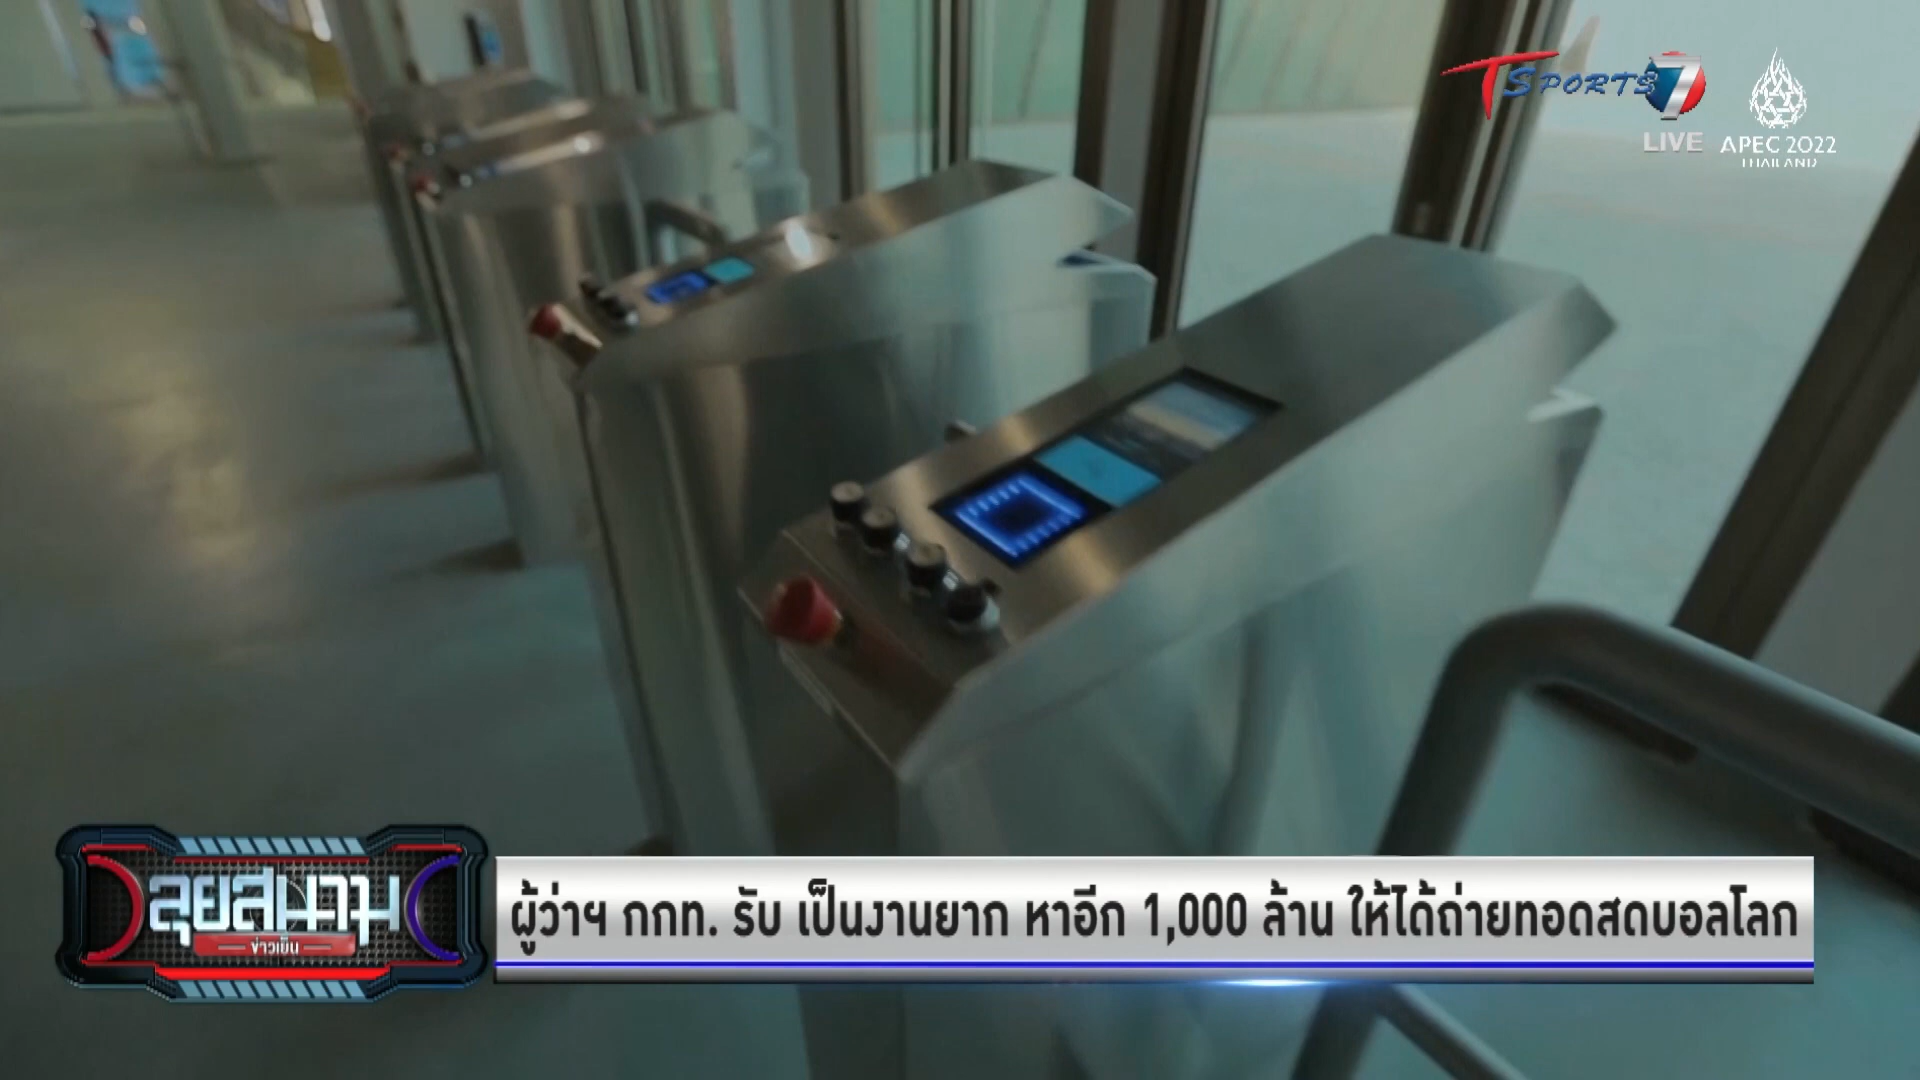 T SPORTS 7
LIVE
APEC 2022
THAILAND
ลุยสนาม
ข่าวเย็น
ผู้ว่าฯ กกท. รับ เป็นงานยาก หาอีก 1,000 ล้าน ให้ได้ถ่ายทอดสดบอลโลก